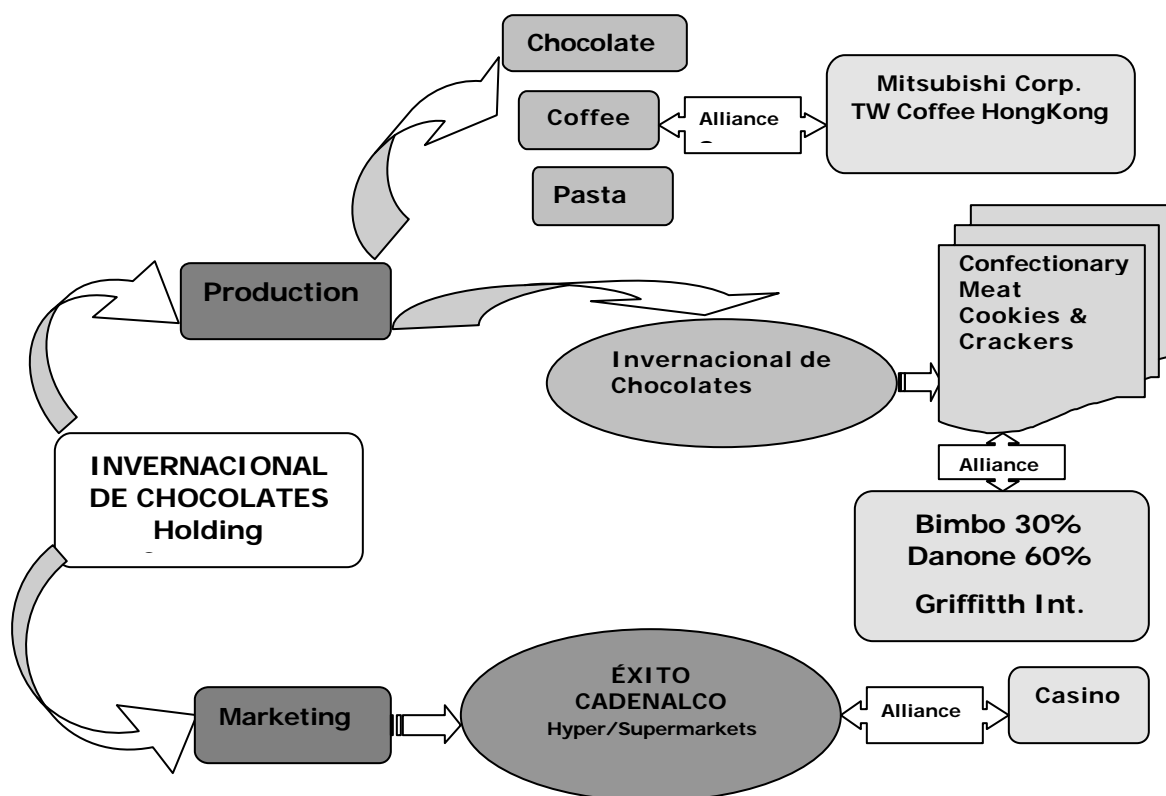 Chocolate
Coffee
Alliance
Mitsubishi Corp.
TW Coffee HongKong
Pasta
Production
Confectionary
Meat
Cookies &
Crackers
Invernacional de
Chocolates
INVERNACIONAL
DE CHOCOLATES
Holding
Alliance
Bimbo 30%
Danone 60%
Griffitth Int.
Marketing
ÉXITO
CADENALCO
Hyper/Supermarkets
Alliance
Casino